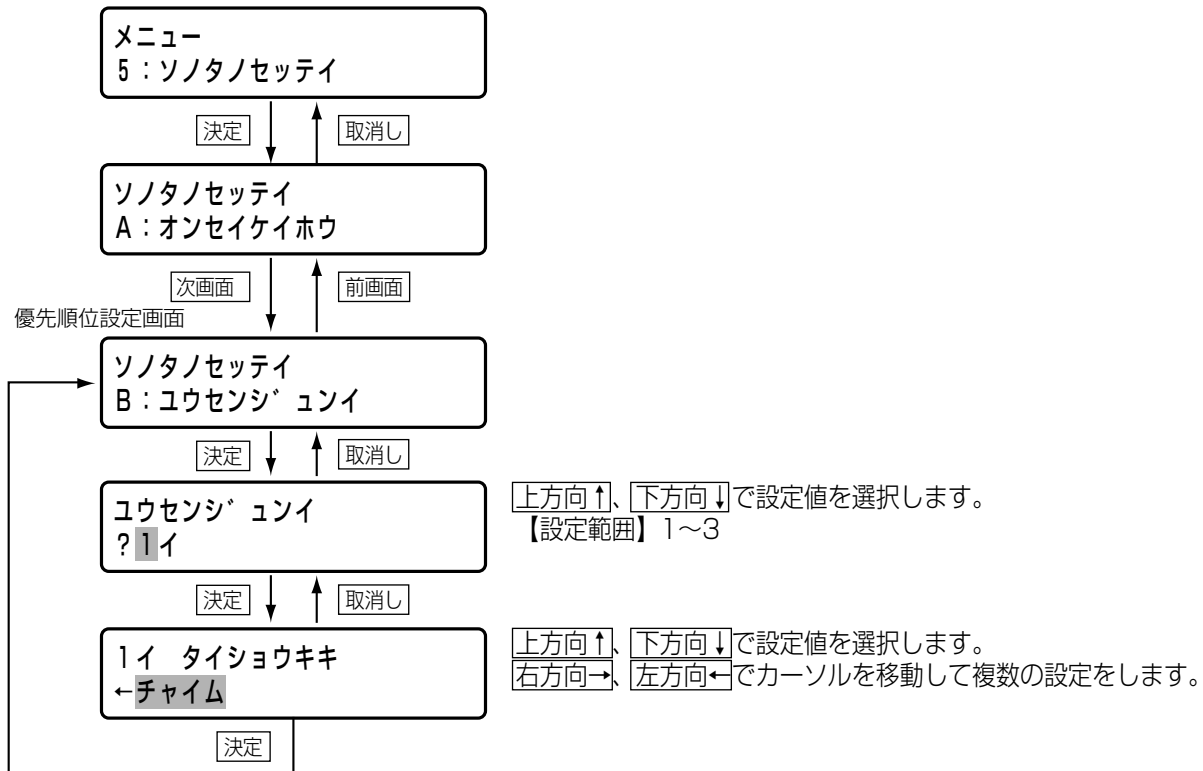 メニュー
5：ソノタノセッテイ
決定 取消し
ソノタノセッテイ
A：オンセイケイホウ
次画面 前画面
優先順位設定画面
ソノタノセッテイ
B：ユウセンシ゛ュンイ
決定 取消し
ユウセンシ゛ュンイ
?1イ
上方向↑、下方向↓で設定値を選択します。
【設定範囲】1～3
決定 取消し
1イ タイショウキキ
←チャイム
上方向↑、下方向↓で設定値を選択します。
右方向→、左方向←でカーソルを移動して複数の設定をします。
決定